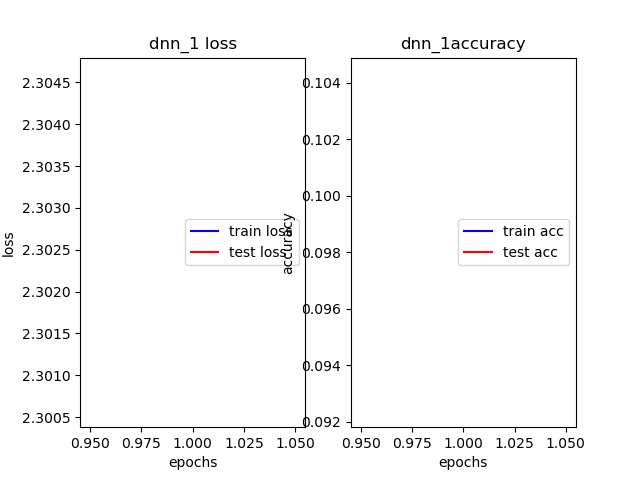 dnn_1 loss
2.3045
2.3040
2.3035
2.3030
2.3025
2.3020
2.3015
2.3010
2.3005
loss
train loss
test loss
0.950
0.975
1.000
1.025
1.050
epochs
dnn_1accuracy
0.104
0.102
0.100
0.098
0.096
0.094
0.092
accuracy
train acc
test acc
0.950
0.975
1.000
1.025
1.050
epochs